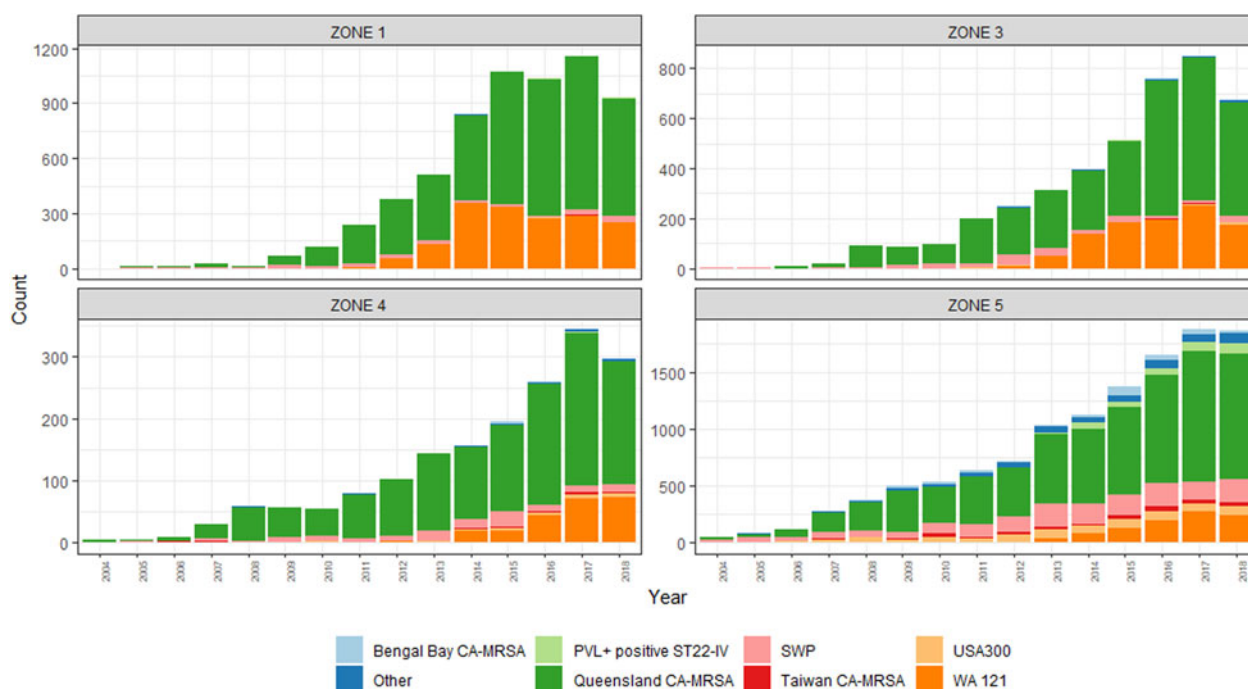 ZONE 1
ZONE 3
1200
900
600
300
0
800
600
400
200
0
Count
ZONE 4
ZONE 5
300
200
100
0
1500
1000
500
0
2004 2005 2006 2007 2008 2009 2010 2011 2012 2013 2014 2015 2016 2017 2018
2004 2005 2006 2007 2008 2009 2010 2011 2012 2013 2014 2015 2016 2017 2018
Year
Bengal Bay CA-MRSA PVL+ positive ST22-IV SWP USA300
Other Queensland CA-MRSA Taiwan CA-MRSA WA 121